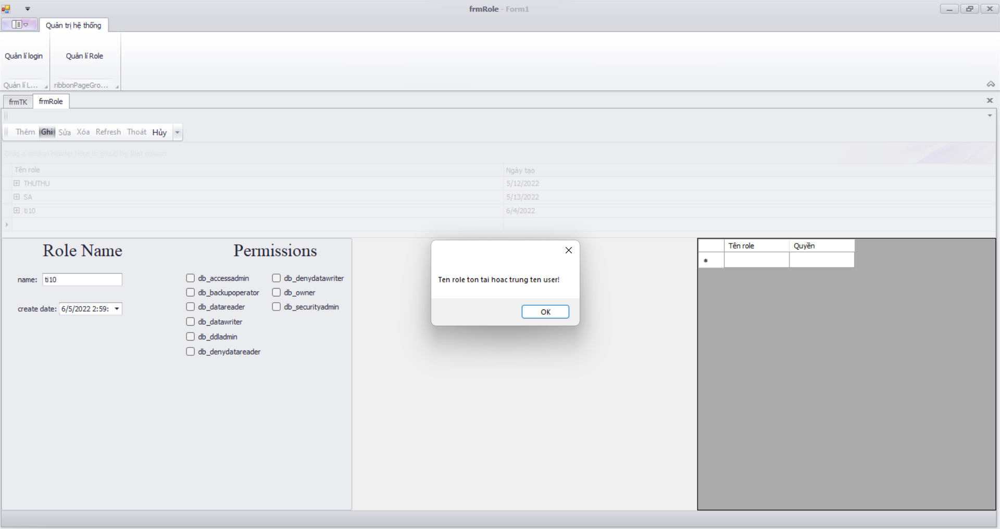 frmRole - Form1
Quản trị hệ thống
Quản lí login
Quản lí Role
Quản lí L...
ribbonPageGro...
frmTK
frmRole
Thêm Ghi Sửa Xóa Refresh Thoát Hủy
Drag a column header here to group by that column
Tên role Ngày tạo
THUTHU 5/12/2022
SA 5/13/2022
ti10 6/4/2022
Role Name
name: ti10
create date: 6/5/2022 2:59:
Permissions
db_accessadmin db_denydatawriter
db_backupoperator db_owner
db_datareader db_securityadmin
db_datawriter
db_ddladmin
db_denydatareader
Ten role ton tai hoac trung ten user!
OK
Tên role Quyền